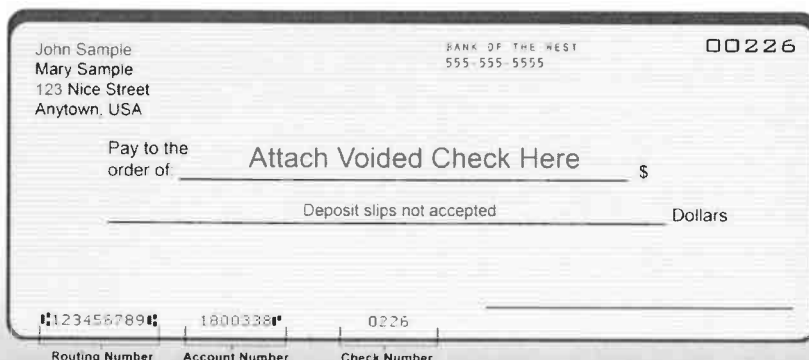 John Sample
Mary Sample
123 Nice Street
Anytown, USA
BANK OF THE WEST
555-555-5555
00226
Pay to the
order of:
Attach Voided Check Here
$
Deposit slips not accepted
Dollars
⑆123456789⑆ 1800338⑈ 0226
Routing Number Account Number Check Number